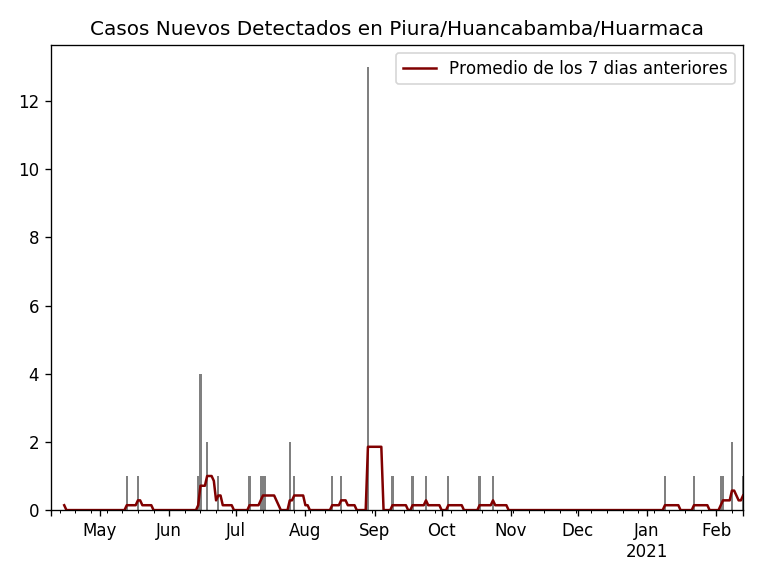 Casos Nuevos Detectados en Piura/Huancabamba/Huarmaca
Promedio de los 7 dias anteriores
12
10
8
6
4
2
0
May Jun Jul Aug Sep Oct Nov Dec Jan Feb
2021